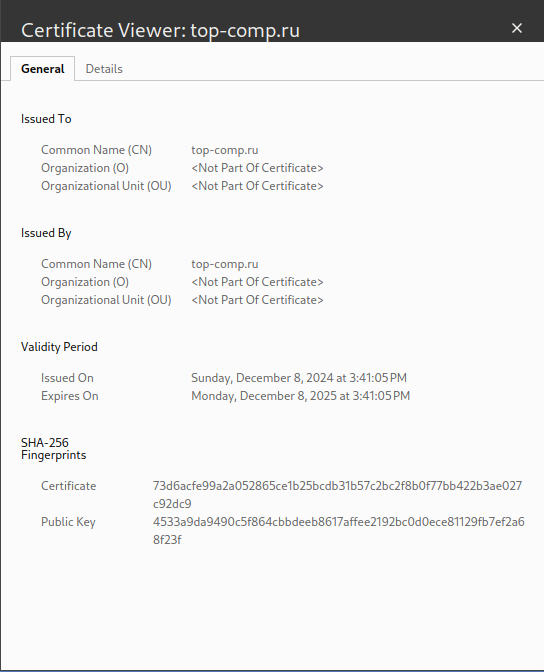 Certificate Viewer: top-comp.ru ×
General Details
Issued To
Common Name (CN) top-comp.ru
Organization (O) <Not Part Of Certificate>
Organizational Unit (OU) <Not Part Of Certificate>
Issued By
Common Name (CN) top-comp.ru
Organization (O) <Not Part Of Certificate>
Organizational Unit (OU) <Not Part Of Certificate>
Validity Period
Issued On Sunday, December 8, 2024 at 3:41:05 PM
Expires On Monday, December 8, 2025 at 3:41:05 PM
SHA-256
Fingerprints
Certificate 73d6acfe99a2a052865ce1b25bcdb31b57c2bc2f8b0f77bb422b3ae027
c92dc9
Public Key 4533a9da9490c5f864cbbdeeb8617affee2192bc0d0ece81129fb7ef2a6
8f23f